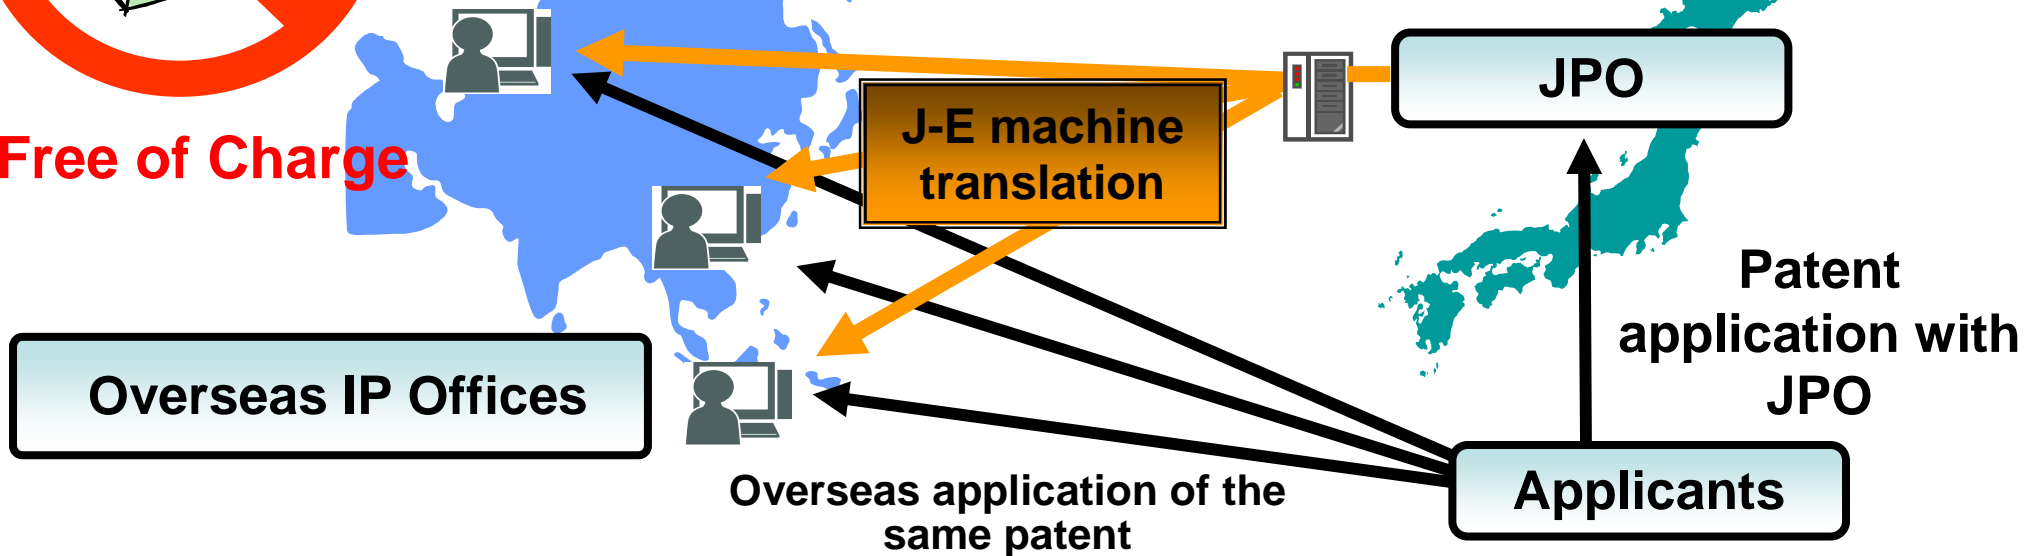 JPO
J-E machine
translation
Free of Charge
Patent
application with
JPO
Overseas IP Offices
Applicants
Overseas application of the
same patent